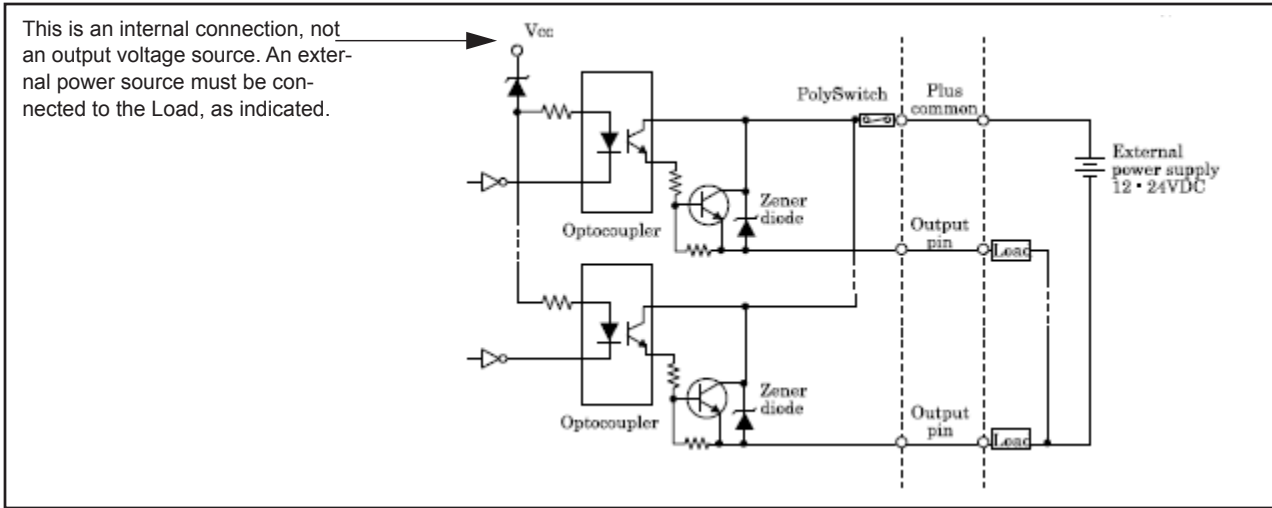 This is an internal connection, not
an output voltage source. An exter-
nal power source must be con-
nected to the Load, as indicated.
Vcc
PolySwitch
Plus
common
External
power supply
12・24VDC
Zener
diode
Optocoupler
Output
pin
Load
Zener
diode
Optocoupler
Output
pin
Load